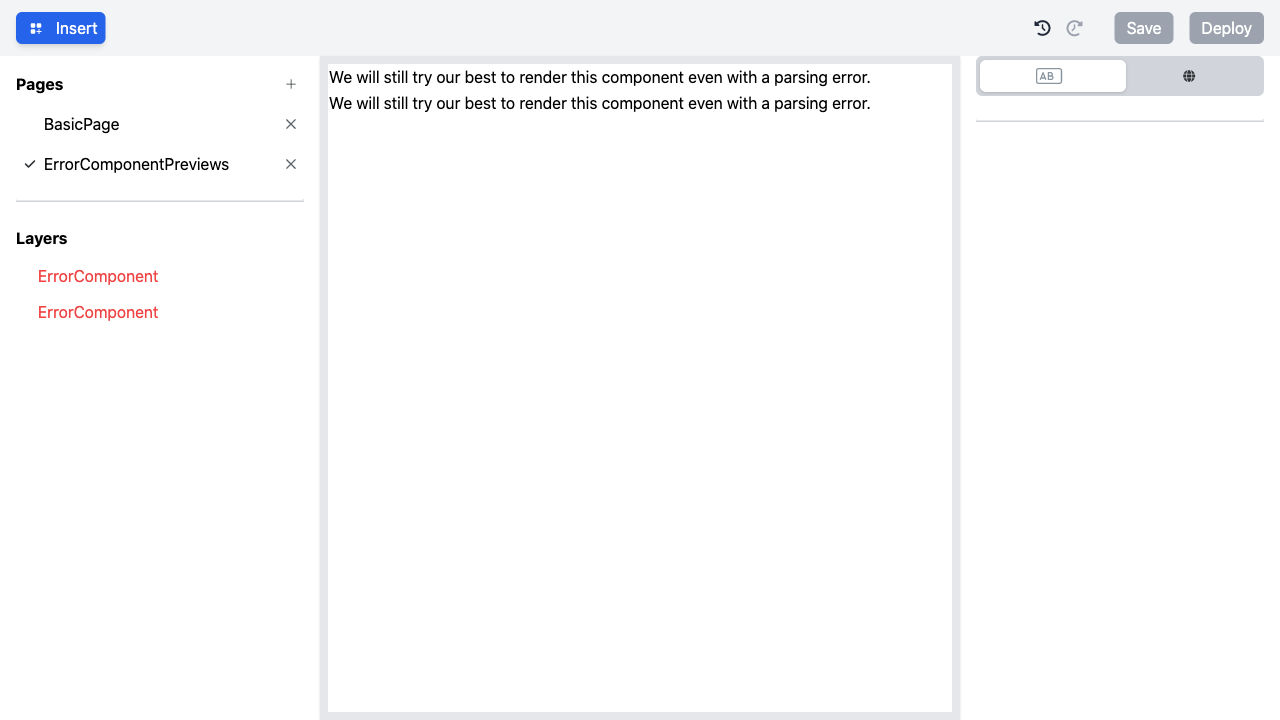 Insert
Save
Deploy
Pages
BasicPage
ErrorComponentPreviews
Layers
ErrorComponent
ErrorComponent
We will still try our best to render this component even with a parsing error.
We will still try our best to render this component even with a parsing error.
AB